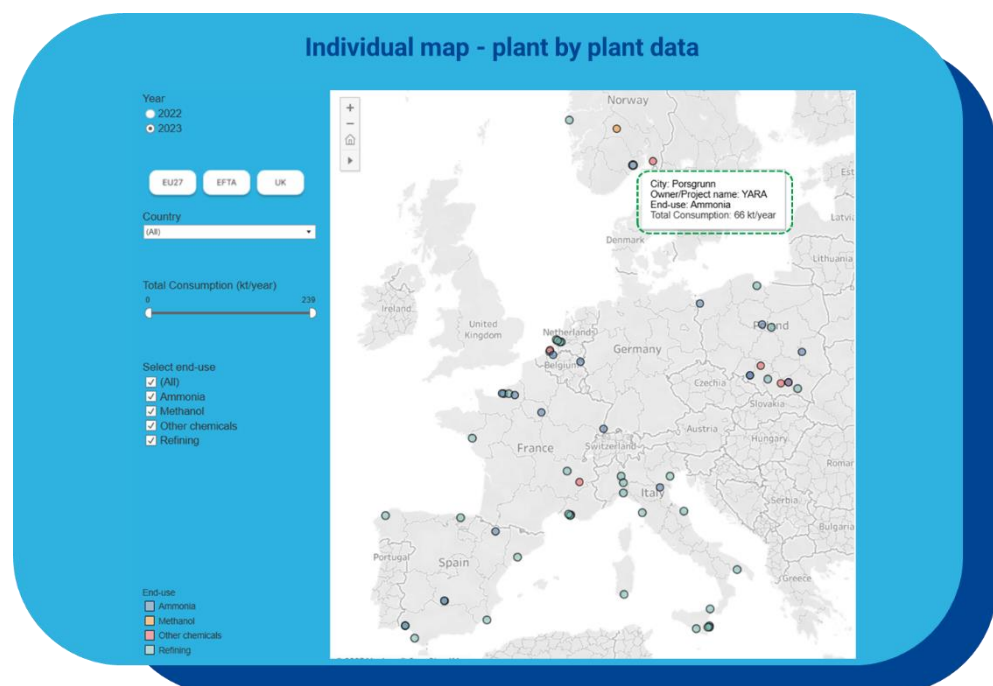 Individual map - plant by plant data
Year
2022
2023
EU27 EFTA UK
Country
(All)
Total Consumption (kt/year)
0 239
Select end-use
(All)
Ammonia
Methanol
Other chemicals
Refining
End-use
Ammonia
Methanol
Other chemicals
Refining
+
−
Norway
City: Porsgrunn
Owner/Project name: YARA
End-use: Ammonia
Total Consumption: 66 kt/year
Est
Latvia
Denmark
Lithuania
Ireland
United
Kingdom
Netherlands
Belgium
Germany
Czechia
Slovakia
Austria
Hungary
France
Switzerland
Romar
Italy
Serbia
Bulgaria
Portugal
Spain
Greece